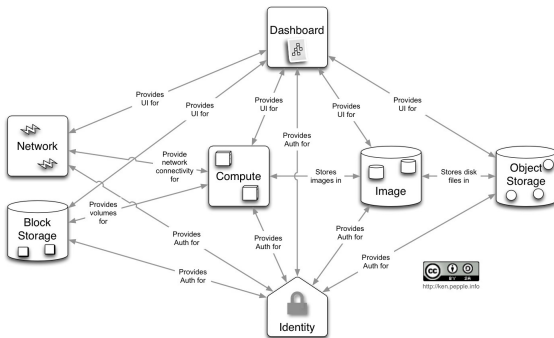 Dashboard
Provides
UI for
Provides
UI for
Provides
UI for
Provides
UI for
Provides
UI for
Provides
Auth for
Network
Provide
network
connectivity
for
Compute
Stores
images in
Image
Stores disk
files in
Object
Storage
Block
Storage
Provides
volumes
for
Provides
Auth for
Provides
Auth for
Provides
Auth for
Provides
Auth for
Provides
Auth for
Identity
cc
BY SA
http://ken.pepple.info